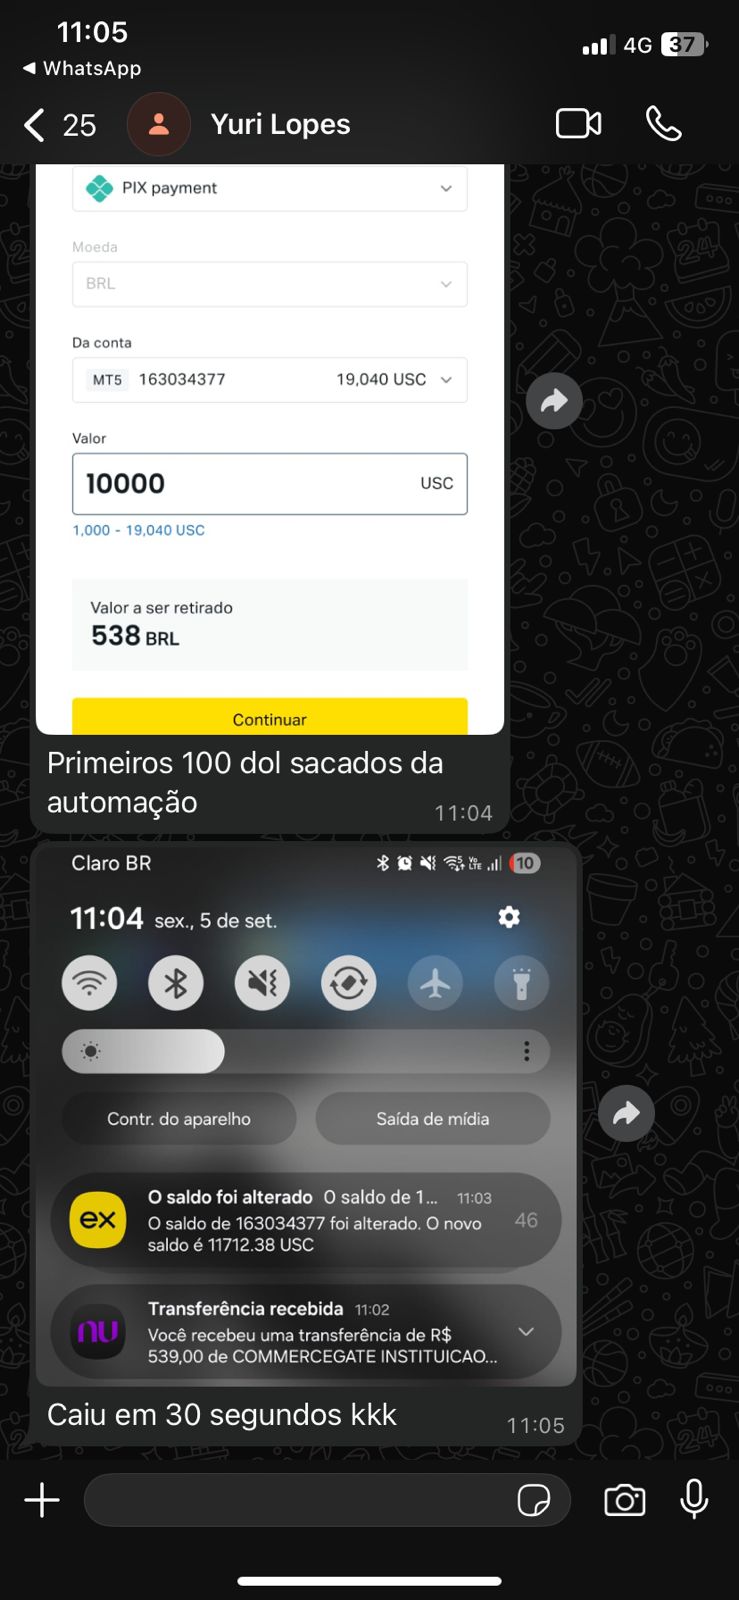 11:05
4G 37
◄ WhatsApp
25
Yuri Lopes
PIX payment
Moeda
BRL
Da conta
MT5 163034377 19,040 USC
Valor
10000 USC
1,000 - 19,040 USC
Valor a ser retirado
538 BRL
Continuar
Primeiros 100 dol sacados da
automação
11:04
Claro BR
10
11:04 sex., 5 de set.
Contr. do aparelho
Saída de mídia
ex
O saldo foi alterado O saldo de 1... 11:03
O saldo de 163034377 foi alterado. O novo
saldo é 11712.38 USC
46
nu
Transferência recebida 11:02
Você recebeu uma transferência de R$
539,00 de COMMERCEGATE INSTITUICAO...
Caiu em 30 segundos kkk
11:05